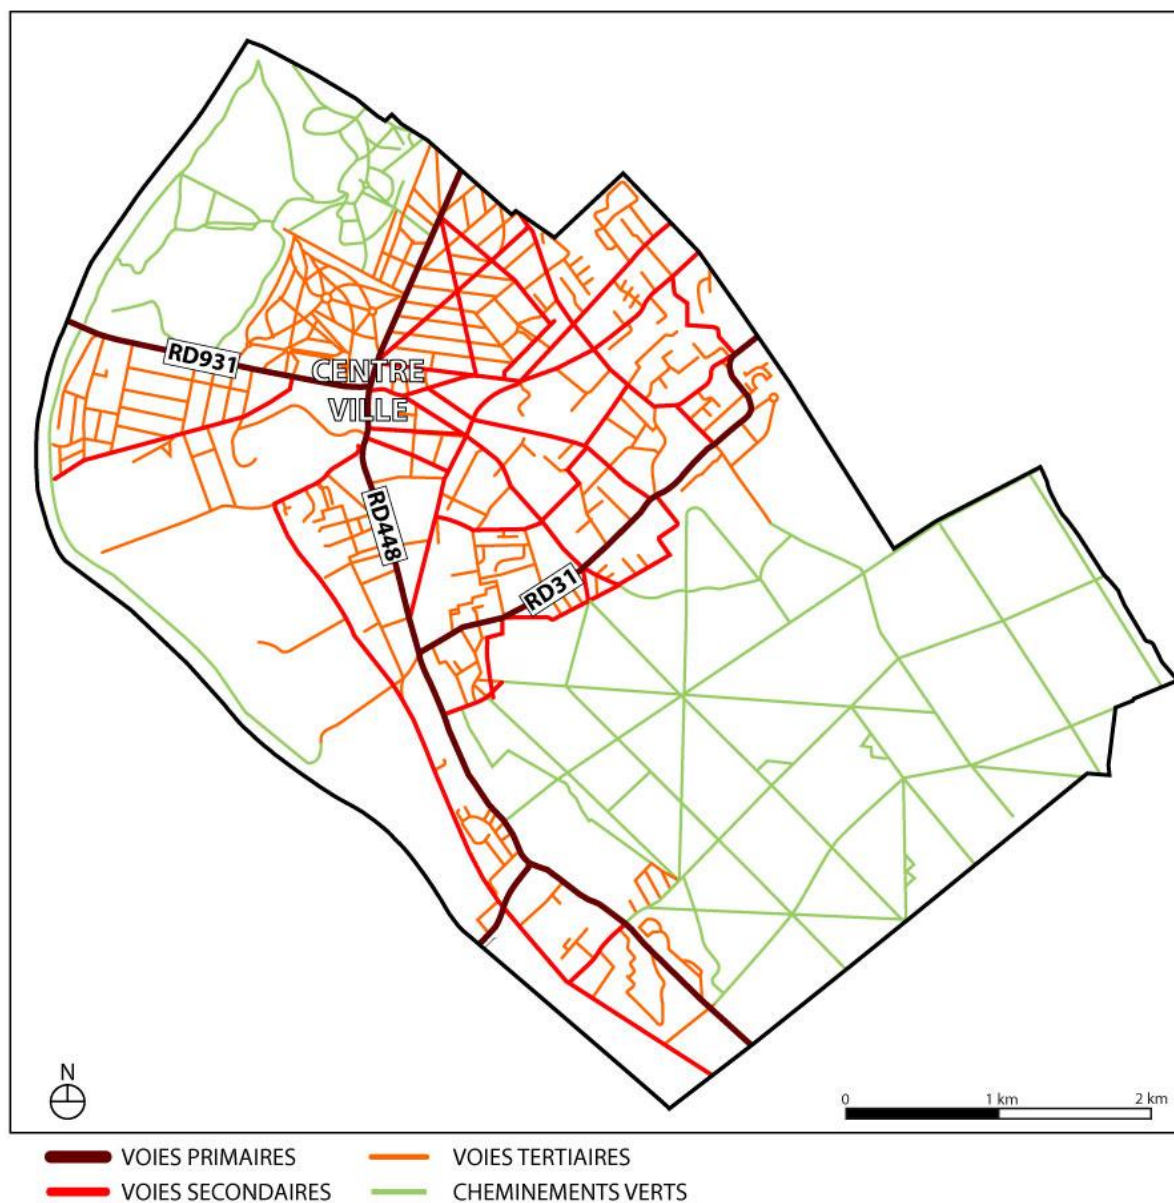 RD931
CENTRE
VILLE
RD448
RD31
N
0 1 km 2 km
VOIES PRIMAIRES
VOIES TERTIAIRES
VOIES SECONDAIRES
CHEMINEMENTS VERTS